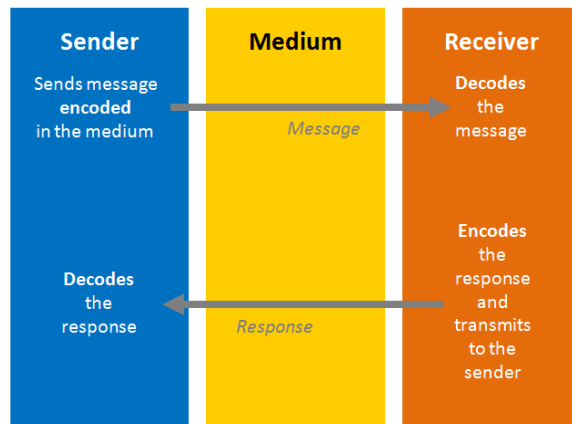 Sender
Medium
Receiver
Sends message
encoded
in the medium
Message
Decodes
the
message
Decodes
the
response
Response
Encodes
the
response
and
transmits
to the
sender